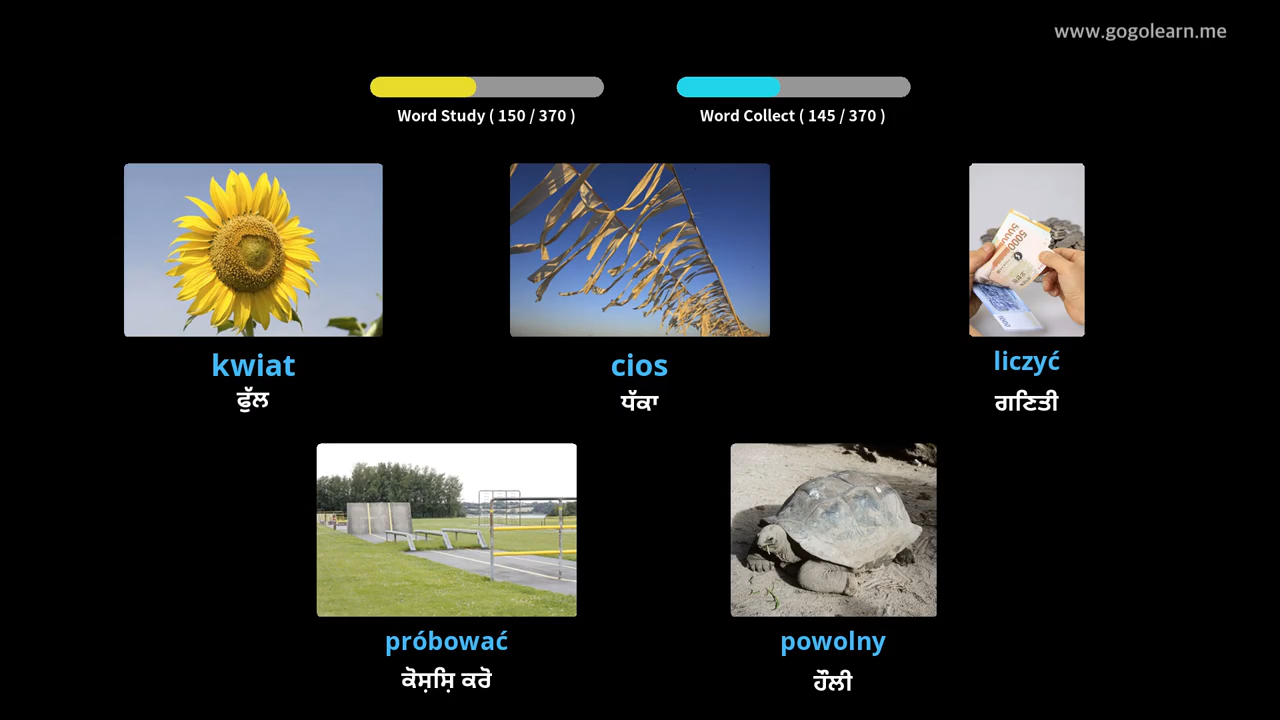 www.gogolearn.me
Word Study ( 150 / 370 )
Word Collect ( 145 / 370 )
kwiat
ਫੁੱਲ
cios
ਧੱਕਾ
liczyć
ਗਣਿਤੀ
próbować
ਕੋਸ਼ਸ਼ਿ ਕਰੋ
powolny
ਹੌਲੀ